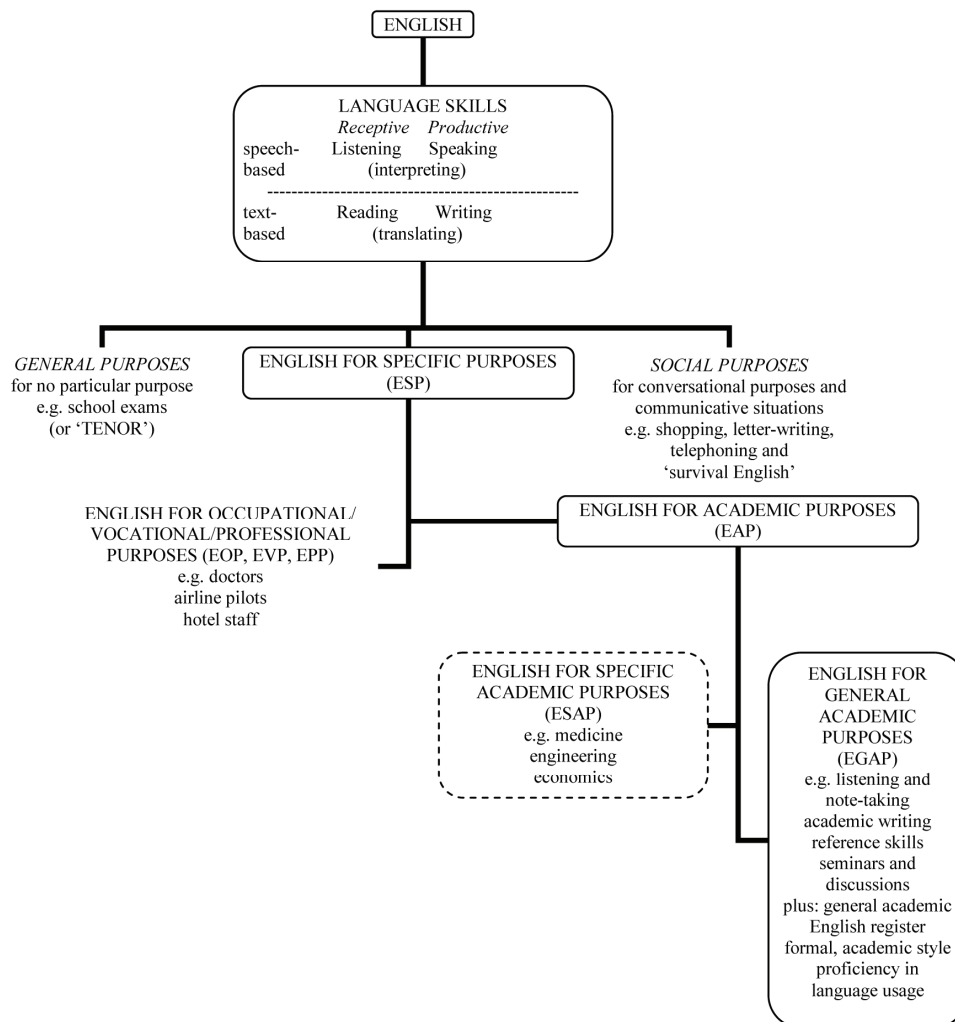 ENGLISH
LANGUAGE SKILLS
Receptive Productive
speech- Listening Speaking
based (interpreting)
text- Reading Writing
based (translating)
GENERAL PURPOSES
for no particular purpose
e.g. school exams
(or ‘TENOR’)
ENGLISH FOR SPECIFIC PURPOSES
(ESP)
SOCIAL PURPOSES
for conversational purposes and
communicative situations
e.g. shopping, letter-writing,
telephoning and
‘survival English’
ENGLISH FOR OCCUPATIONAL/
VOCATIONAL/PROFESSIONAL
PURPOSES (EOP, EVP, EPP)
e.g. doctors
airline pilots
hotel staff
ENGLISH FOR ACADEMIC PURPOSES
(EAP)
ENGLISH FOR SPECIFIC
ACADEMIC PURPOSES
(ESAP)
e.g. medicine
engineering
economics
ENGLISH FOR
GENERAL
ACADEMIC
PURPOSES
(EGAP)
e.g. listening and
note-taking
academic writing
reference skills
seminars and
discussions
plus: general academic
English register
formal, academic style
proficiency in
language usage